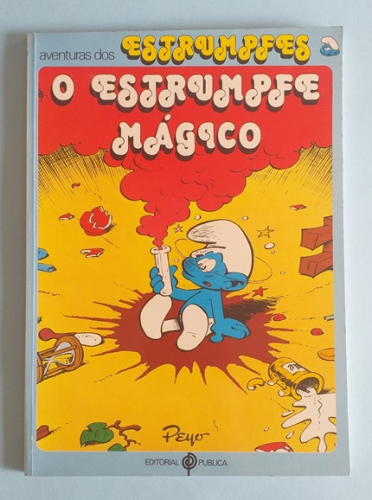 aventuras dos ESTRUMPFES
O ESTRUMPFE
MÁGICO
Peyo
EDITORIAL PUBLICA